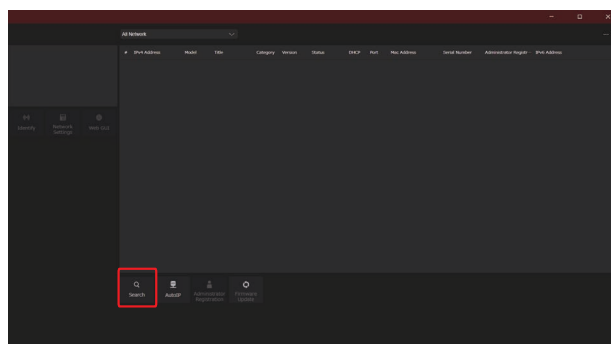 All Network
# IPv4 Address Model Title Category Version Status DHCP Port Mac Address Serial Number Administrator Registr··· IPv6 Address
Identify
Network
Settings
Web GUI
Search
AutoIP
Administrator
Registration
Firmware
Update